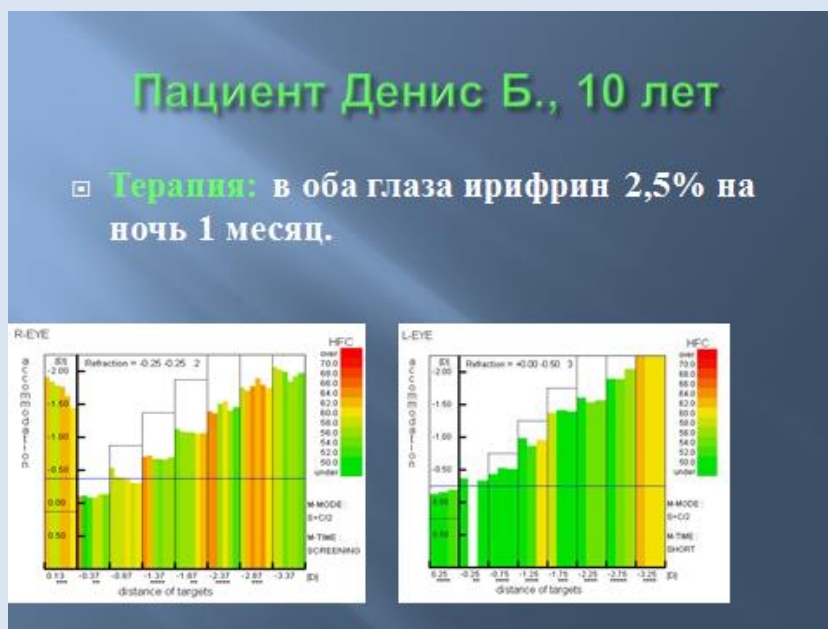 Пациент Денис Б., 10 лет
Терапия: в оба глаза ирифрин 2,5% на
ночь 1 месяц.
R-EYE
HFC
accommodation
[D]
Refraction = -0.25 -0.25 2
over
70.0
68.0
66.0
64.0
62.0
60.0
58.0
56.0
54.0
52.0
50.0
under
-2.00
-1.50
-1.00
-0.50
0.00
0.50
M-MODE :
S+C/2
M-TIME :
SCREENING
0.13 -0.37 -0.87 -1.37 -1.87 -2.37 -2.87 -3.37 [D]
distance of targets
L-EYE
HFC
accommodation
[D]
Refraction = +0.00 -0.50 3
over
70.0
68.0
66.0
64.0
62.0
60.0
58.0
56.0
54.0
52.0
50.0
under
-2.00
-1.50
-1.00
-0.50
0.00
M-MODE :
S+C/2
M-TIME :
SHORT
0.25 -0.25 -0.75 -1.25 -1.75 -2.25 -2.75 -3.25 [D]
distance of targets